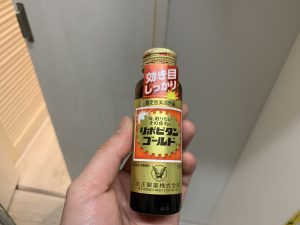 効き目
しっかり
指定医薬部外品
リポビタン
ゴールド
大正製薬株式会社